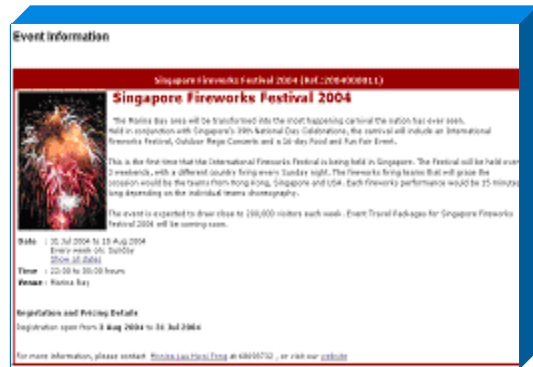 Event Information
Singapore Fireworks Festival 2004 (Ref.:2004000011)
Singapore Fireworks Festival 2004
The Marina Bay area will be transformed into the most happening carnival the nation has ever seen.
Held in conjunction with Singapore's 39th National Day Celebrations, the carnival will include an International
Fireworks Festival, Outdoor Mega Concerts and a 16-day Food and Fun Fair Event.
This is the first time that the International Fireworks Festival is being held in Singapore. The Festival will be held over
3 weekends, with a different country firing every Sunday night. The fireworks firing teams that will grace the
occasion would be the teams from Hong Kong, Singapore and USA. Each fireworks performance would be 15 minutes
long depending on the individual teams choreography.
The event is expected to draw close to 200,000 visitors each week. Event Travel Packages for Singapore Fireworks
Festival 2004 will be coming soon.
Date : 31 Jul 2004 to 15 Aug 2004
Every week on: Sunday
Show all dates
Time : 22:00 to 00:00 hours
Venue : Marina Bay
Registration and Pricing Details
Registration open from 3 Aug 2004 to 31 Jul 2004
For more information, please contact at , or visit our website